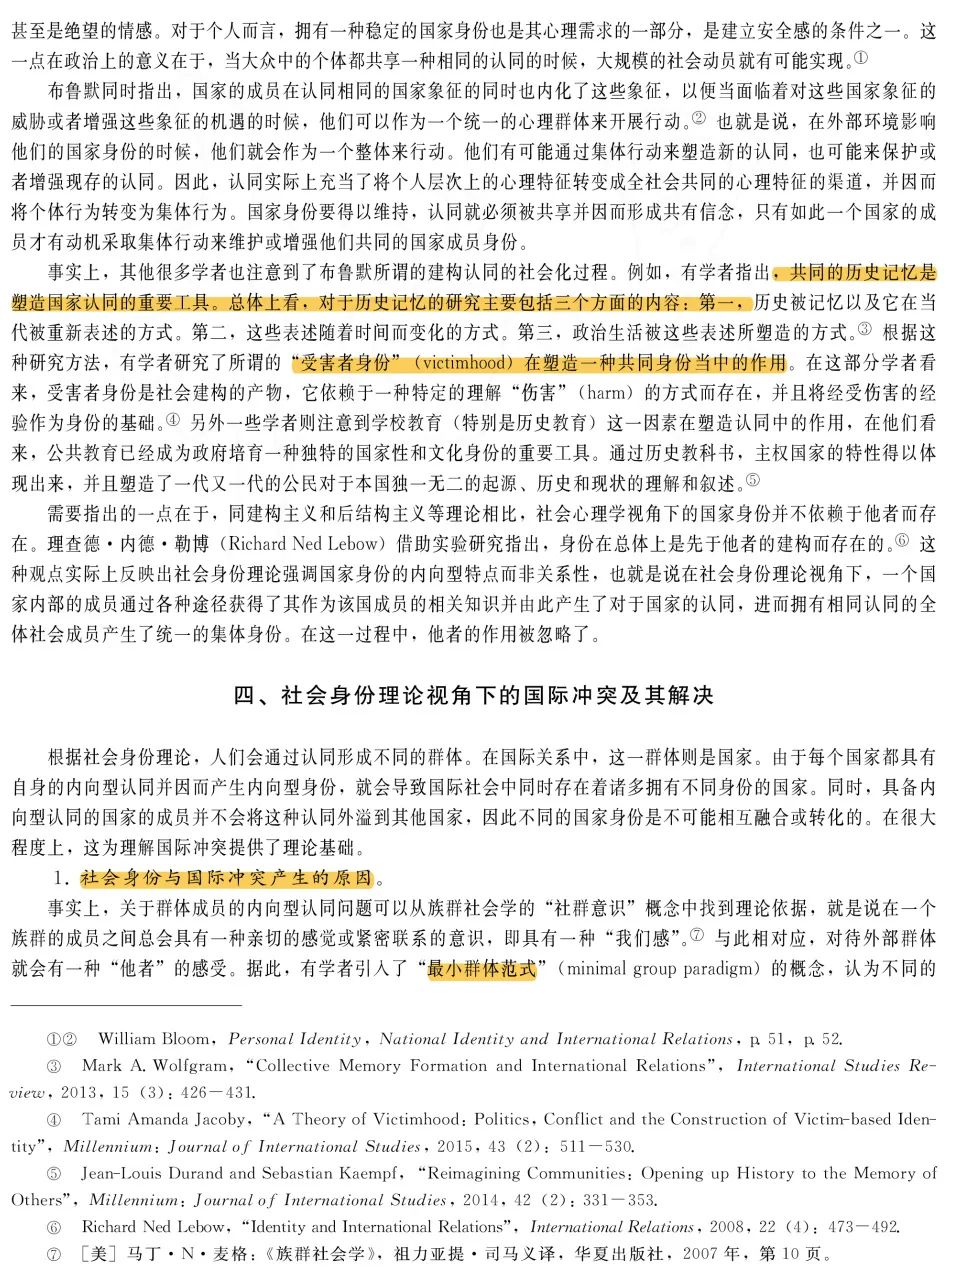 甚至是绝望的情感。对于个人而言，拥有一种稳定的国家身份也是其心理需求的一部分，是建立安全感的条件之一。这
一点在政治上的意义在于，当大众中的个体都共享一种相同的认同的时候，大规模的社会动员就有可能实现。①
布鲁默同时指出，国家的成员在认同相同的国家象征的同时也内化了这些象征，以便当面临着对这些国家象征的
威胁或者增强这些象征的机遇的时候，他们可以作为一个统一的心理群体来开展行动。② 也就是说，在外部环境影响
他们的国家身份的时候，他们就会作为一个整体来行动。他们有可能通过集体行动来塑造新的认同，也可能来保护或
者增强现存的认同。因此，认同实际上充当了将个人层次上的心理特征转变成全社会共同的心理特征的渠道，并因而
将个体行为转变为集体行为。国家身份要得以维持，认同就必须被共享并因而形成共有信念，只有如此一个国家的成
员才有动机采取集体行动来维护或增强他们共同的国家成员身份。
事实上，其他很多学者也注意到了布鲁默所谓的建构认同的社会化过程。例如，有学者指出，共同的历史记忆是
塑造国家认同的重要工具。总体上看，对于历史记忆的研究主要包括三个方面的内容：第一，历史被记忆以及它在当
代被重新表述的方式。第二，这些表述随着时间而变化的方式。第三，政治生活被这些表述所塑造的方式。③ 根据这
种研究方法，有学者研究了所谓的“受害者身份”（victimhood）在塑造一种共同身份当中的作用。在这部分学者看
来，受害者身份是社会建构的产物，它依赖于一种特定的理解“伤害”（harm）的方式而存在，并且将经受伤害的经
验作为身份的基础。④ 另外一些学者则注意到学校教育（特别是历史教育）这一因素在塑造认同中的作用，在他们看
来，公共教育已经成为政府培育一种独特的国家性和文化身份的重要工具。通过历史教科书，主权国家的特性得以体
现出来，并且塑造了一代又一代的公民对于本国独一无二的起源、历史和现状的理解和叙述。⑤
需要指出的一点在于，同建构主义和后结构主义等理论相比，社会心理学视角下的国家身份并不依赖于他者而存
在。理查德·内德·勒博（Richard Ned Lebow）借助实验研究指出，身份在总体上是先于他者的建构而存在的。⑥ 这
种观点实际上反映出社会身份理论强调国家身份的内向型特点而非关系性，也就是说在社会身份理论视角下，一个国
家内部的成员通过各种途径获得了其作为该国成员的相关知识并由此产生了对于国家的认同，进而拥有相同认同的全
体社会成员产生了统一的集体身份。在这一过程中，他者的作用被忽略了。
四、社会身份理论视角下的国际冲突及其解决
根据社会身份理论，人们会通过认同形成不同的群体。在国际关系中，这一群体则是国家。由于每个国家都具有
自身的内向型认同并因而产生内向型身份，就会导致国际社会中同时存在着诸多拥有不同身份的国家。同时，具备内
向型认同的国家的成员并不会将这种认同外溢到其他国家，因此不同的国家身份是不可能相互融合或转化的。在很大
程度上，这为理解国际冲突提供了理论基础。
1. 社会身份与国际冲突产生的原因。
事实上，关于群体成员的内向型认同问题可以从族群社会学的“社群意识”概念中找到理论依据，就是说在一个
族群的成员之间总会具有一种亲切的感觉或紧密联系的意识，即具有一种“我们感”。⑦ 与此相对应，对待外部群体
就会有一种“他者”的感受。据此，有学者引入了“最小群体范式”（minimal group paradigm）的概念，认为不同的
①② William Bloom, Personal Identity, National Identity and International Relations, p. 51, p. 52.
③ Mark A. Wolfgram, “Collective Memory Formation and International Relations”, International Studies Re-
view, 2013, 15 (3): 426-431.
④ Tami Amanda Jacoby, “A Theory of Victimhood: Politics, Conflict and the Construction of Victim-based Iden-
tity”, Millennium: Journal of International Studies, 2015, 43 (2): 511-530.
⑤ Jean-Louis Durand and Sebastian Kaempf, “Reimagining Communities: Opening up History to the Memory of
Others”, Millennium: Journal of International Studies, 2014, 42 (2): 331-353.
⑥ Richard Ned Lebow, “Identity and International Relations”, International Relations, 2008, 22 (4): 473-492.
⑦ ［美］马丁·N·麦格：《族群社会学》，祖力亚提·司马义译，华夏出版社，2007 年，第 10 页。